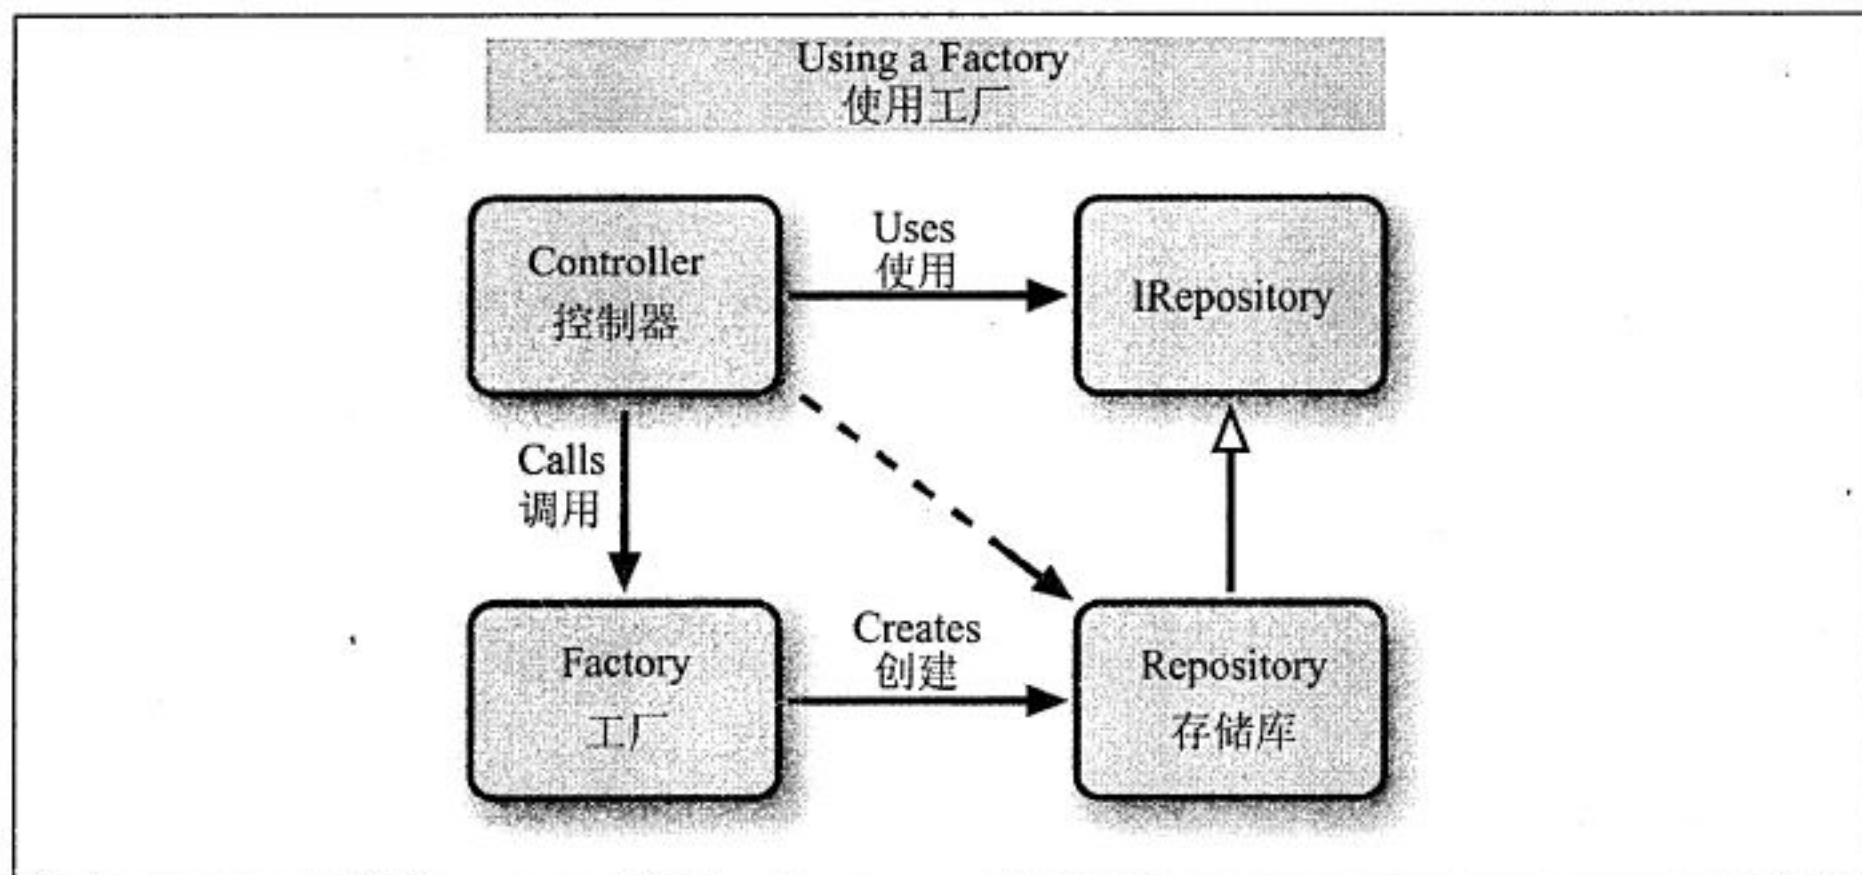 Using a Factory
使用工厂
Controller
控制器
Uses
使用
IRepository
Calls
调用
Factory
工厂
Creates
创建
Repository
存储库